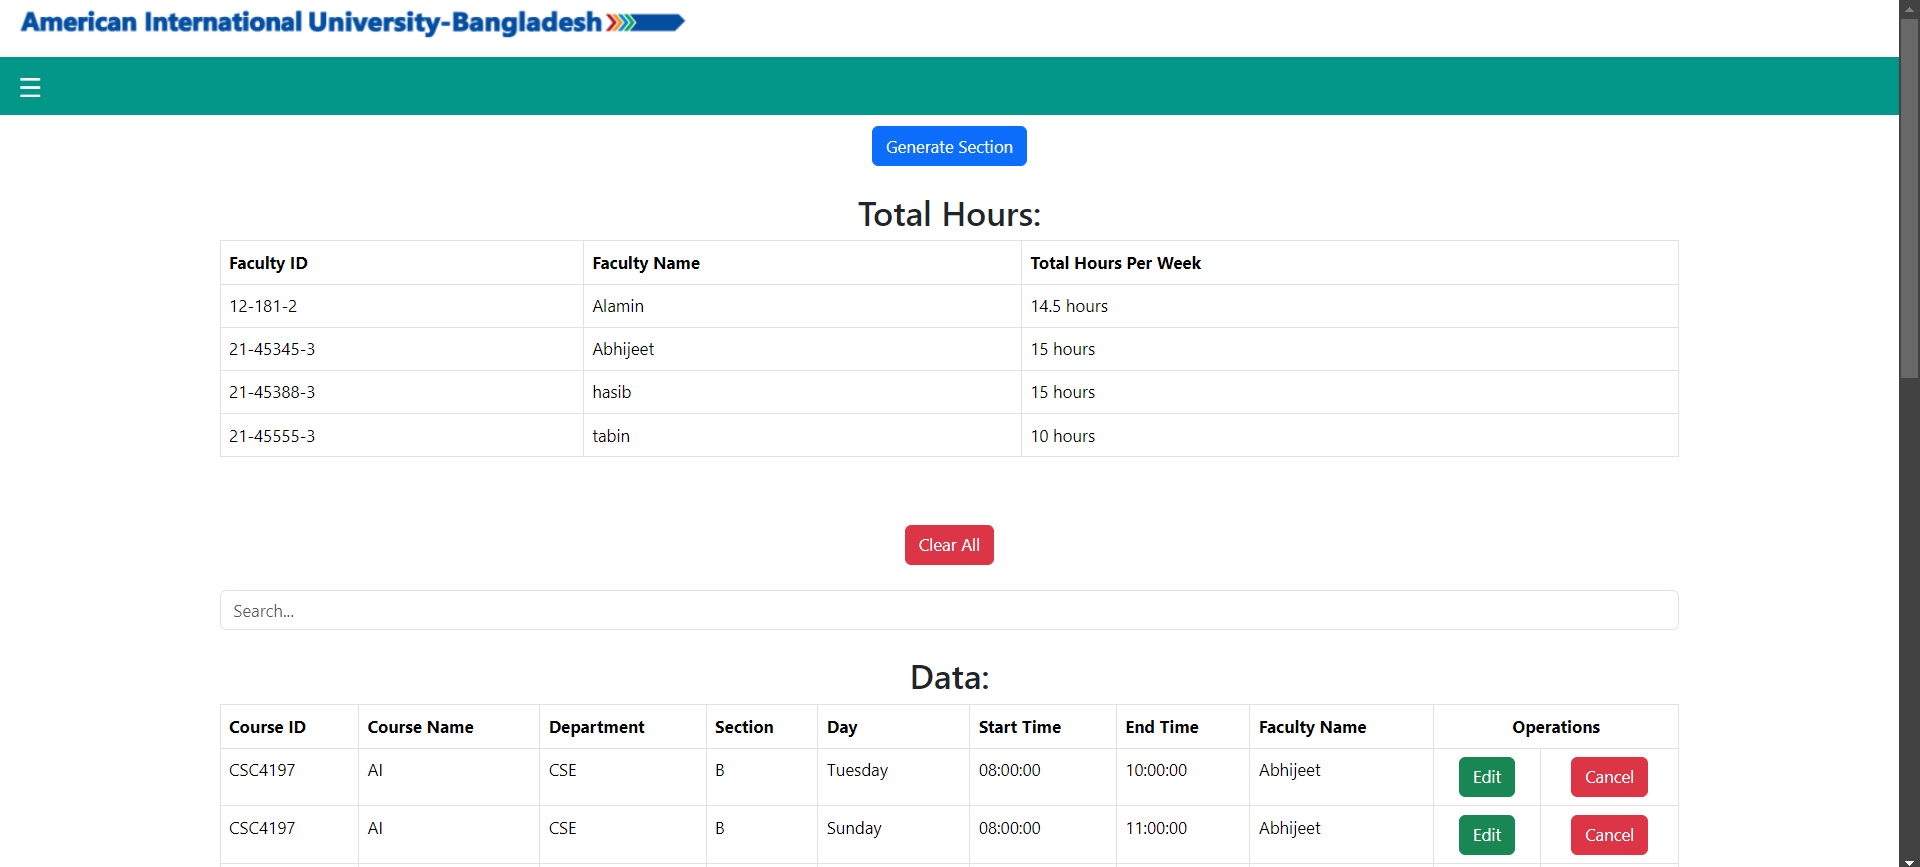 American International University-Bangladesh
☰
Generate Section
Total Hours:
Faculty ID Faculty Name Total Hours Per Week
12-181-2 Alamin 14.5 hours
21-45345-3 Abhijeet 15 hours
21-45388-3 hasib 15 hours
21-45555-3 tabin 10 hours
Clear All
Search...
Data:
Course ID Course Name Department Section Day Start Time End Time Faculty Name Operations
CSC4197 AI CSE B Tuesday 08:00:00 10:00:00 Abhijeet Edit Cancel
CSC4197 AI CSE B Sunday 08:00:00 11:00:00 Abhijeet Edit Cancel